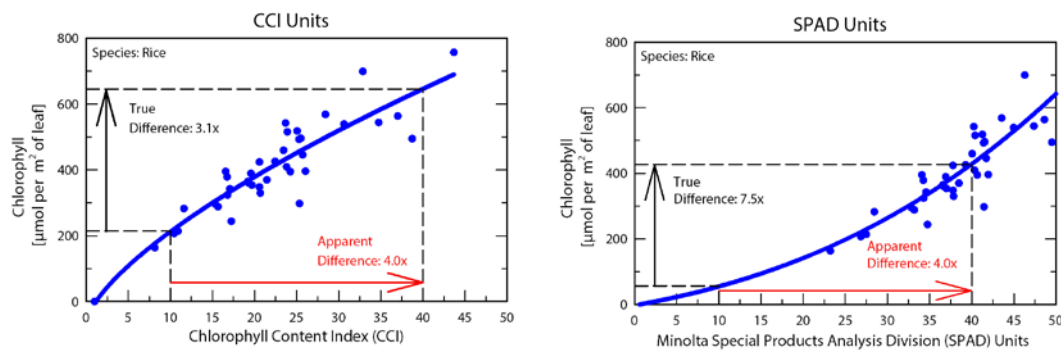 CCI Units
800
Species: Rice
600
400
200
0
True
Difference: 3.1x
Apparent
Difference: 4.0x
Chlorophyll
[µmol per m² of leaf]
0 5 10 15 20 25 30 35 40 45 50
Chlorophyll Content Index (CCI)
SPAD Units
800
Species: Rice
600
400
200
0
True
Difference: 7.5x
Apparent
Difference: 4.0x
Chlorophyll
[µmol per m² of leaf]
0 5 10 15 20 25 30 35 40 45 50
Minolta Special Products Analysis Division (SPAD) Units